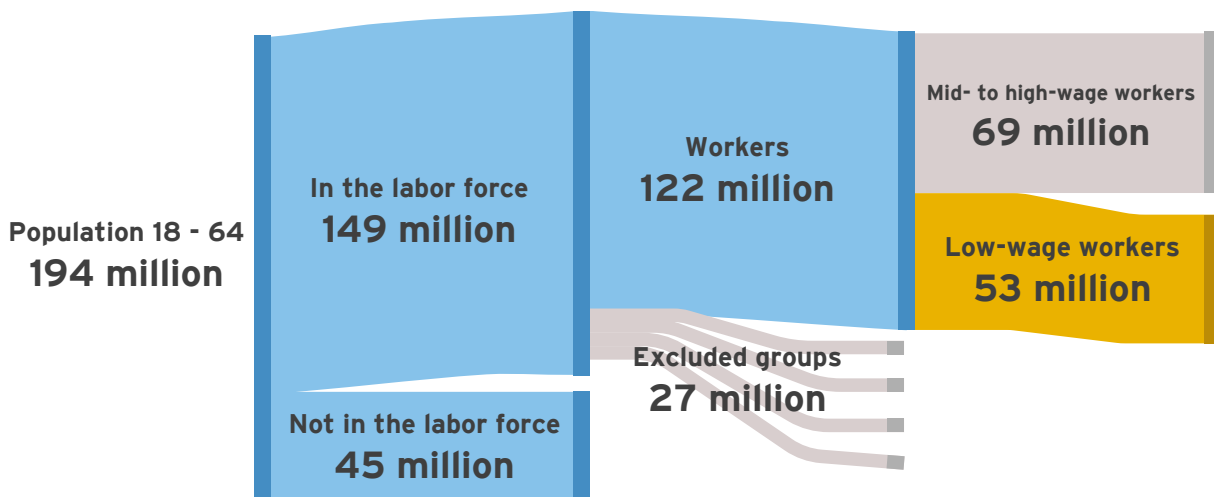 Population 18 - 64
194 million
In the labor force
149 million
Not in the labor force
45 million
Workers
122 million
Excluded groups
27 million
Mid- to high-wage workers
69 million
Low-wage workers
53 million